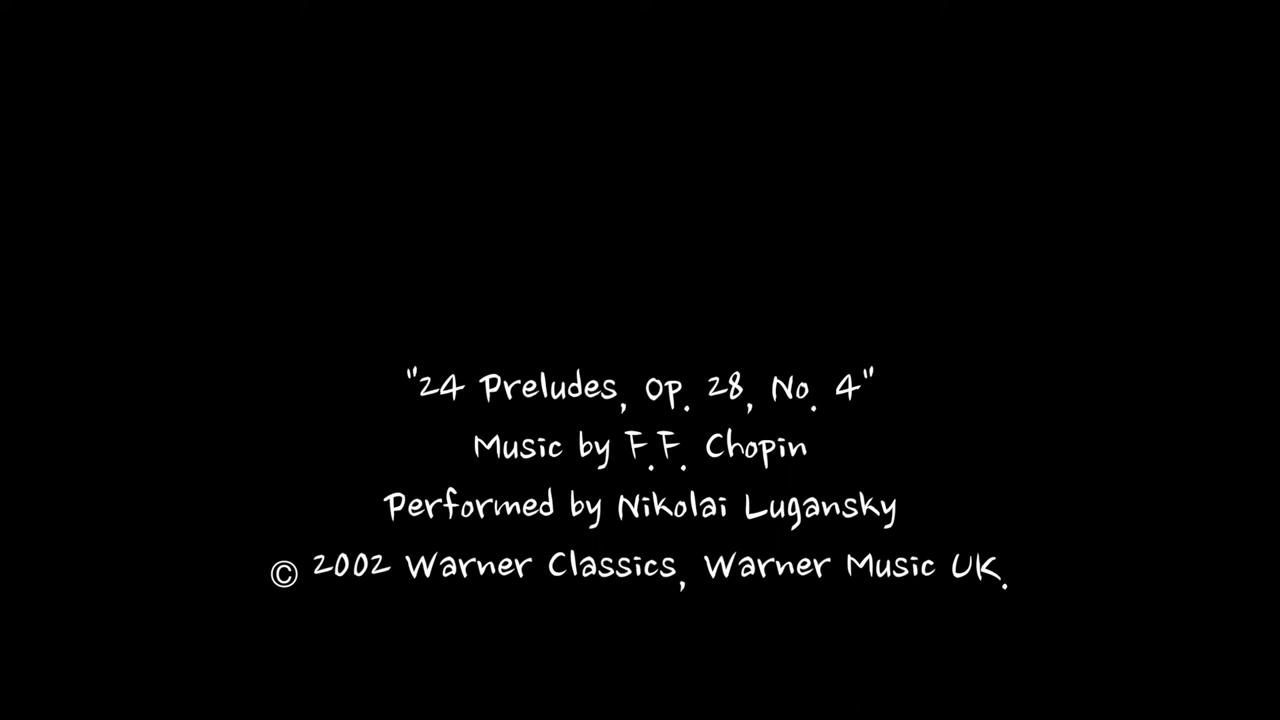 "24 Preludes, Op. 28, No. 4"
Music by F.F. Chopin
Performed by Nikolai Lugansky
© 2002 Warner Classics, Warner Music UK.